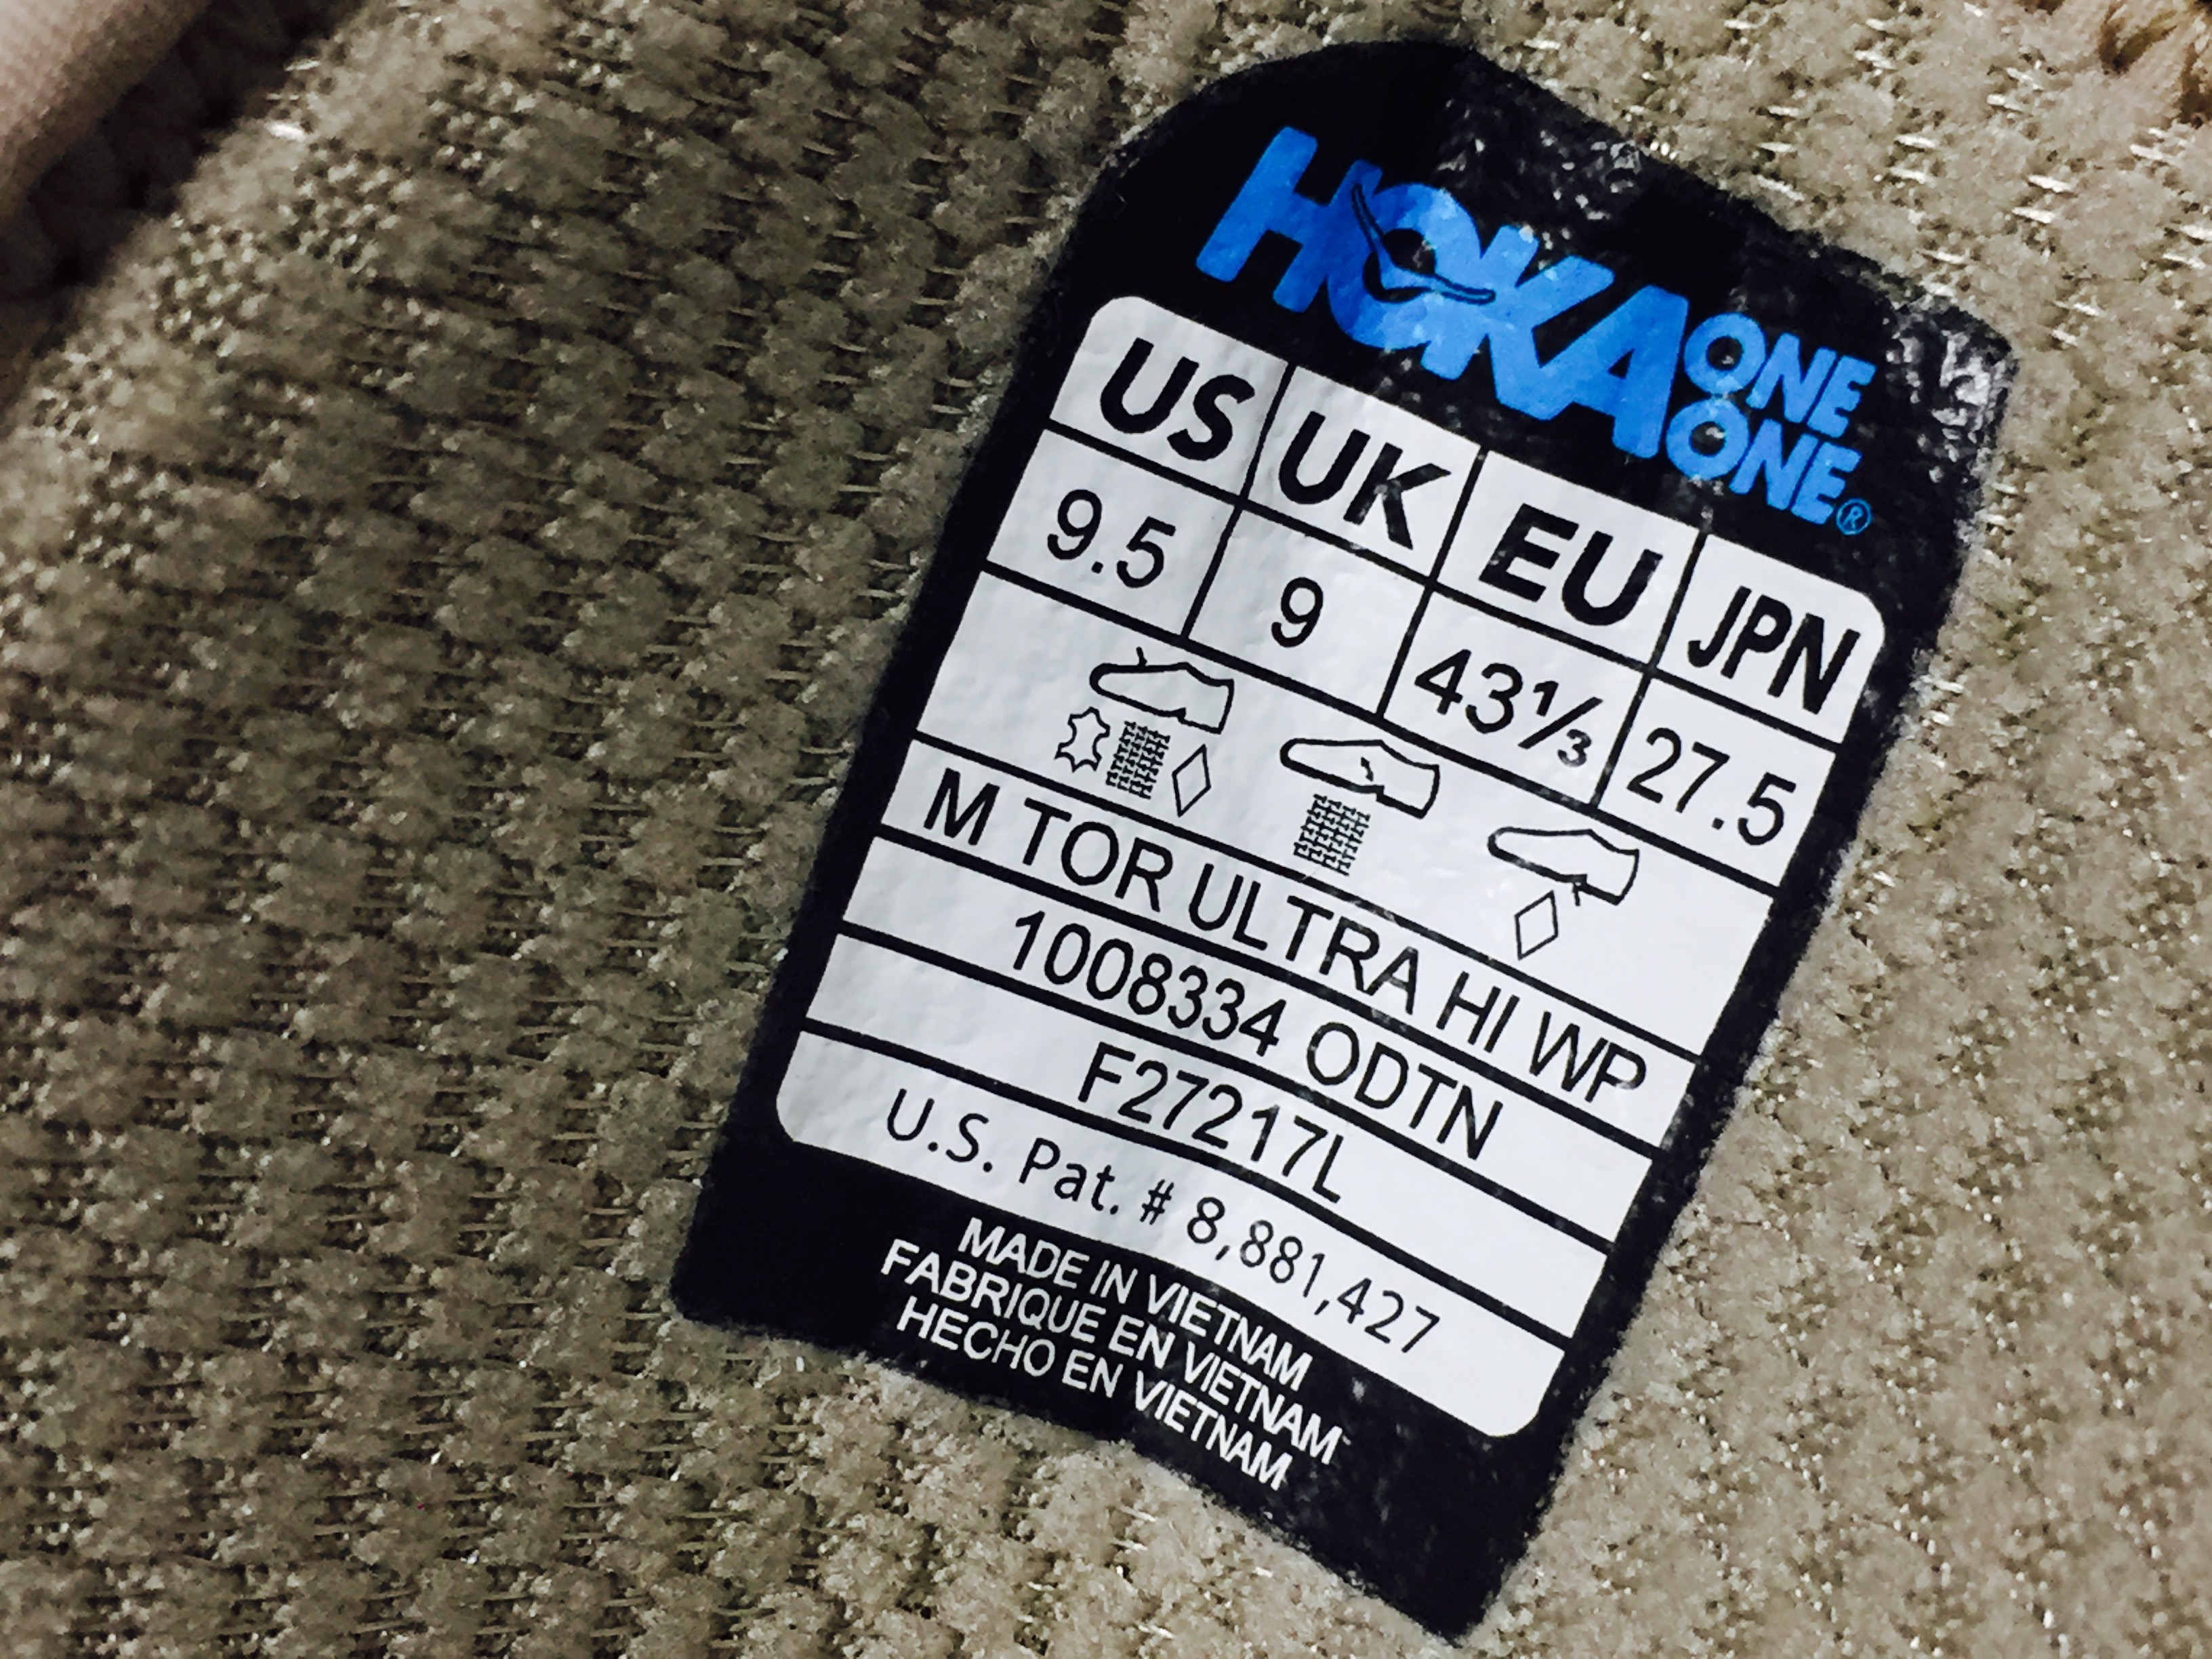 HOKA ONE ONE®
US UK EU JPN
9.5 9 43⅓ 27.5
M TOR ULTRA HI WP
1008334 ODTN
F27217L
U.S. Pat. # 8,881,427
MADE IN VIETNAM
FABRIQUE EN VIETNAM
HECHO EN VIETNAM